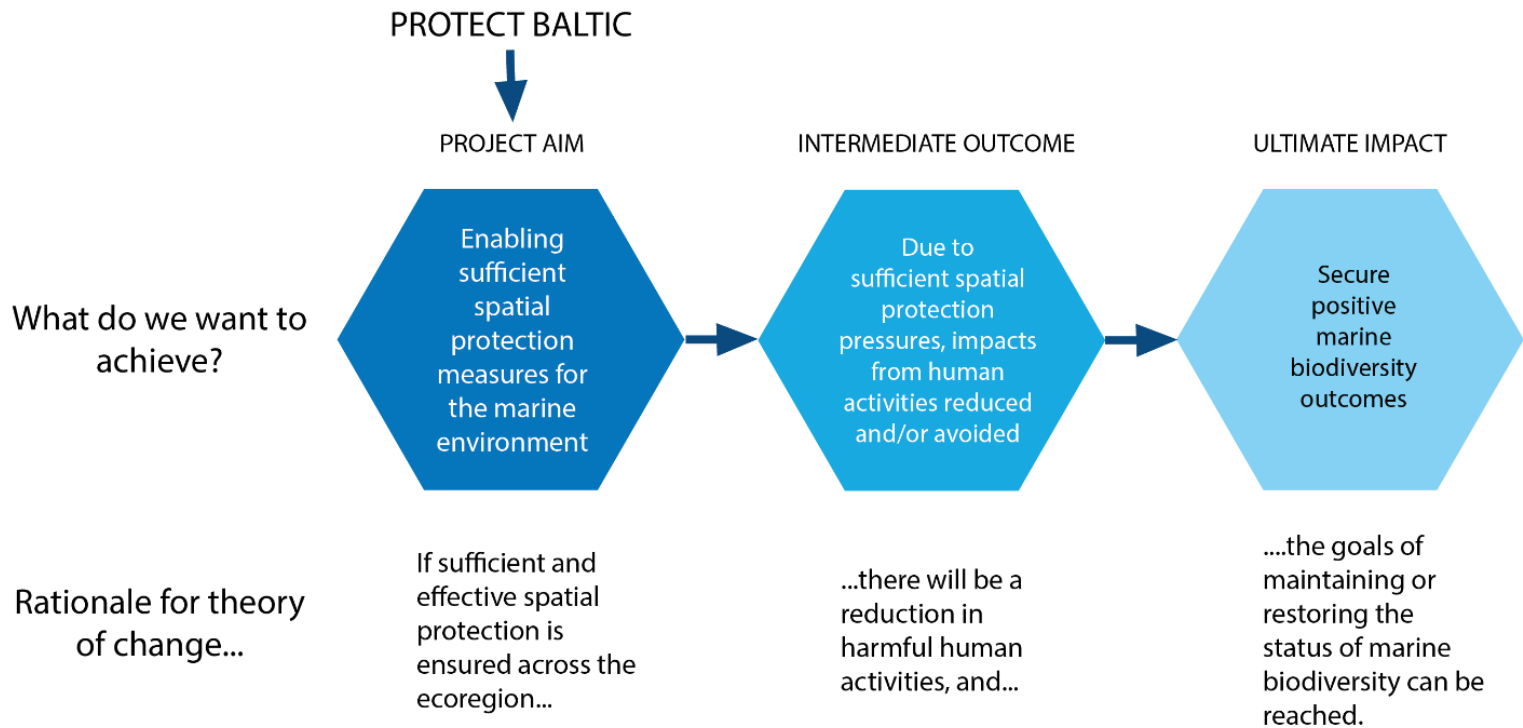 PROTECT BALTIC
PROJECT AIM
INTERMEDIATE OUTCOME
ULTIMATE IMPACT
What do we want to
achieve?
Enabling
sufficient
spatial
protection
measures for
the marine
environment
Due to
sufficient spatial
protection
pressures, impacts
from human
activities reduced
and/or avoided
Secure
positive
marine
biodiversity
outcomes
Rationale for theory
of change...
If sufficient and
effective spatial
protection is
ensured across the
ecoregion...
...there will be a
reduction in
harmful human
activities, and...
....the goals of
maintaining or
restoring the
status of marine
biodiversity can be
reached.